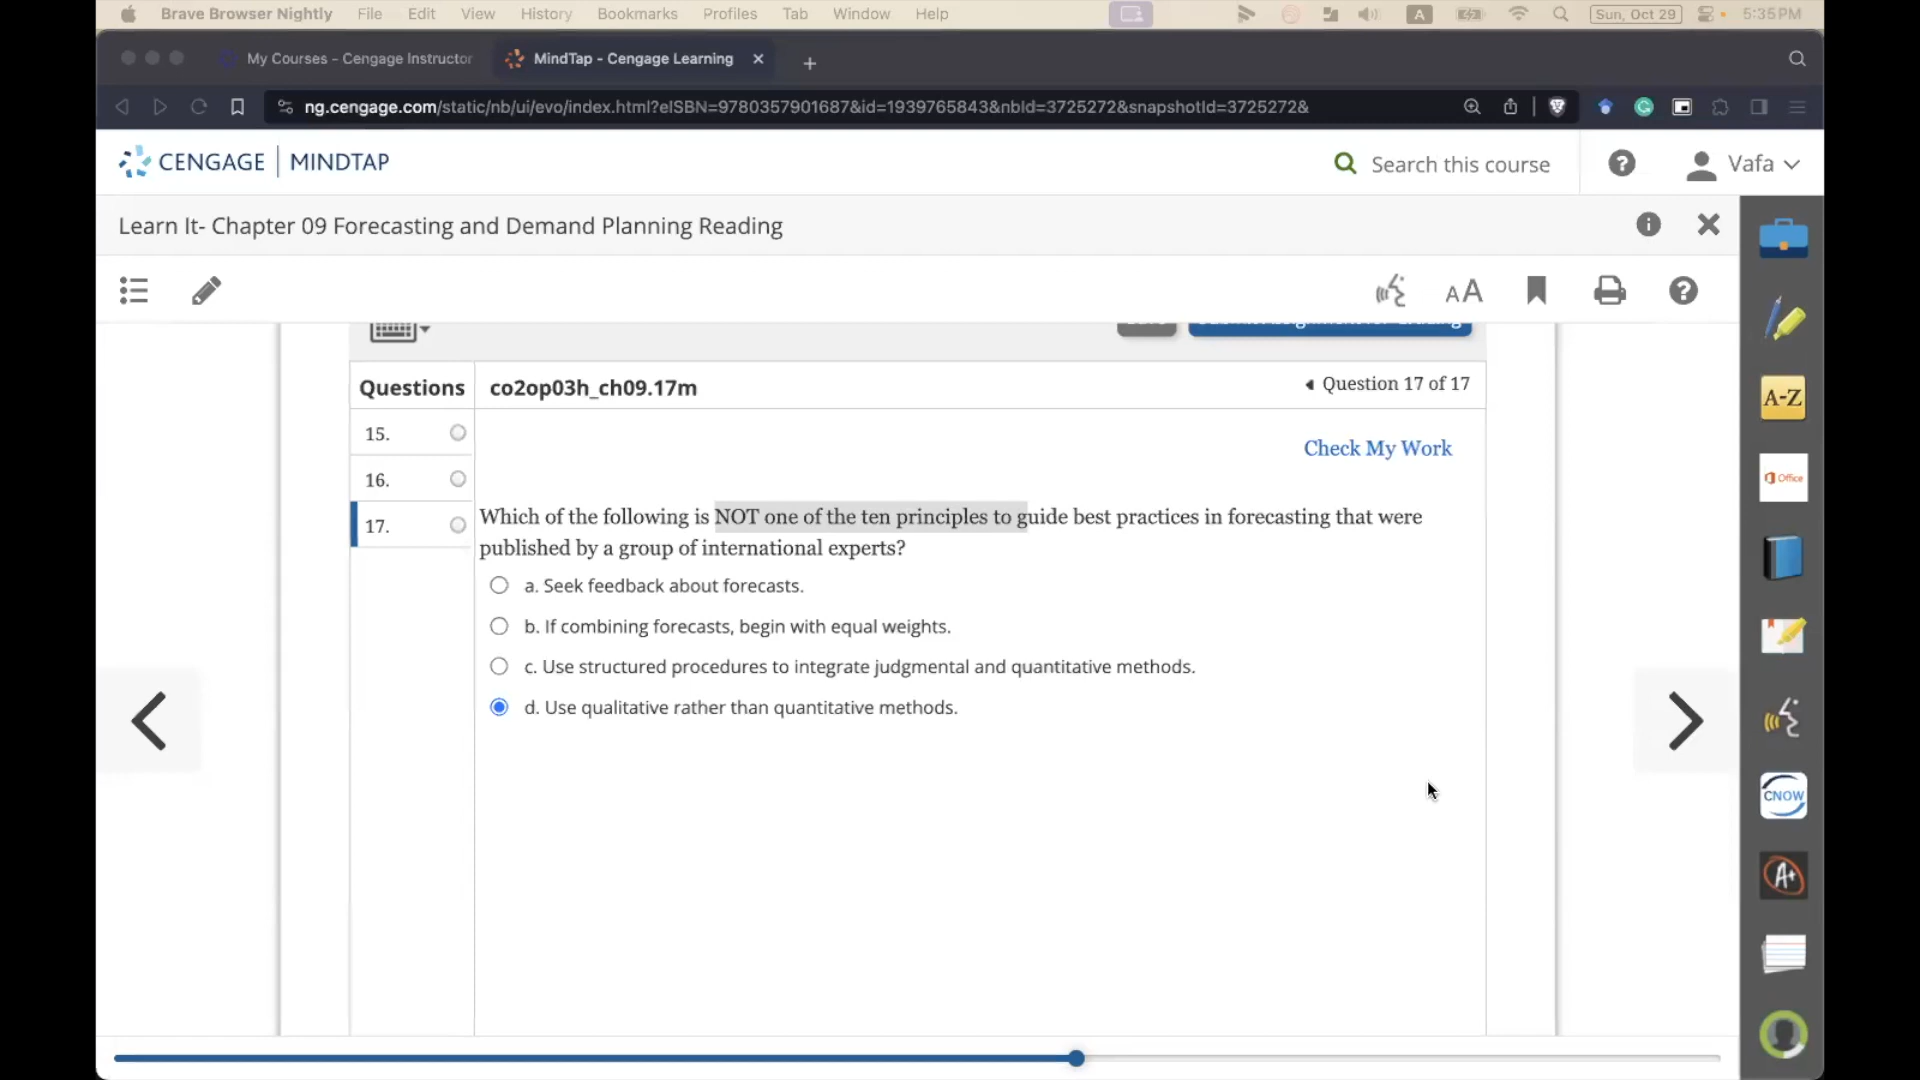 Brave Browser Nightly File Edit View History Bookmarks Profiles Tab Window Help A Sun, Oct 29 5:35PM
My Courses - Cengage Instructor MindTap - Cengage Learning
ng.cengage.com/static/nb/ui/evo/index.html?eISBN=9780357901687&id=1939765843&nbId=3725272&snapshotId=3725272&
CENGAGE MINDTAP Search this course Vafa
Learn It- Chapter 09 Forecasting and Demand Planning Reading
AA
Questions co2op03h_ch09.17m Question 17 of 17
A-Z
15.
Check My Work
16.
Office
17.
Which of the following is NOT one of the ten principles to guide best practices in forecasting that were
published by a group of international experts?
a. Seek feedback about forecasts.
b. If combining forecasts, begin with equal weights.
c. Use structured procedures to integrate judgmental and quantitative methods.
d. Use qualitative rather than quantitative methods.
CNOW
A+